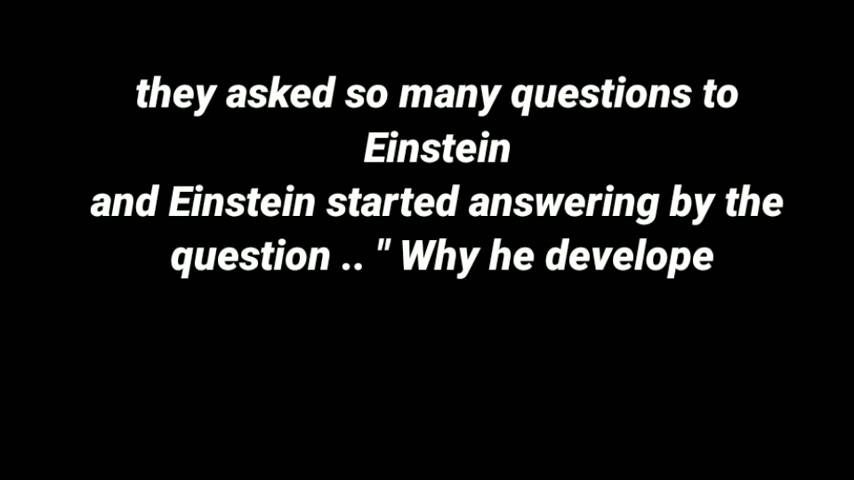 they asked so many questions to
Einstein
and Einstein started answering by the
question .. " Why he develope